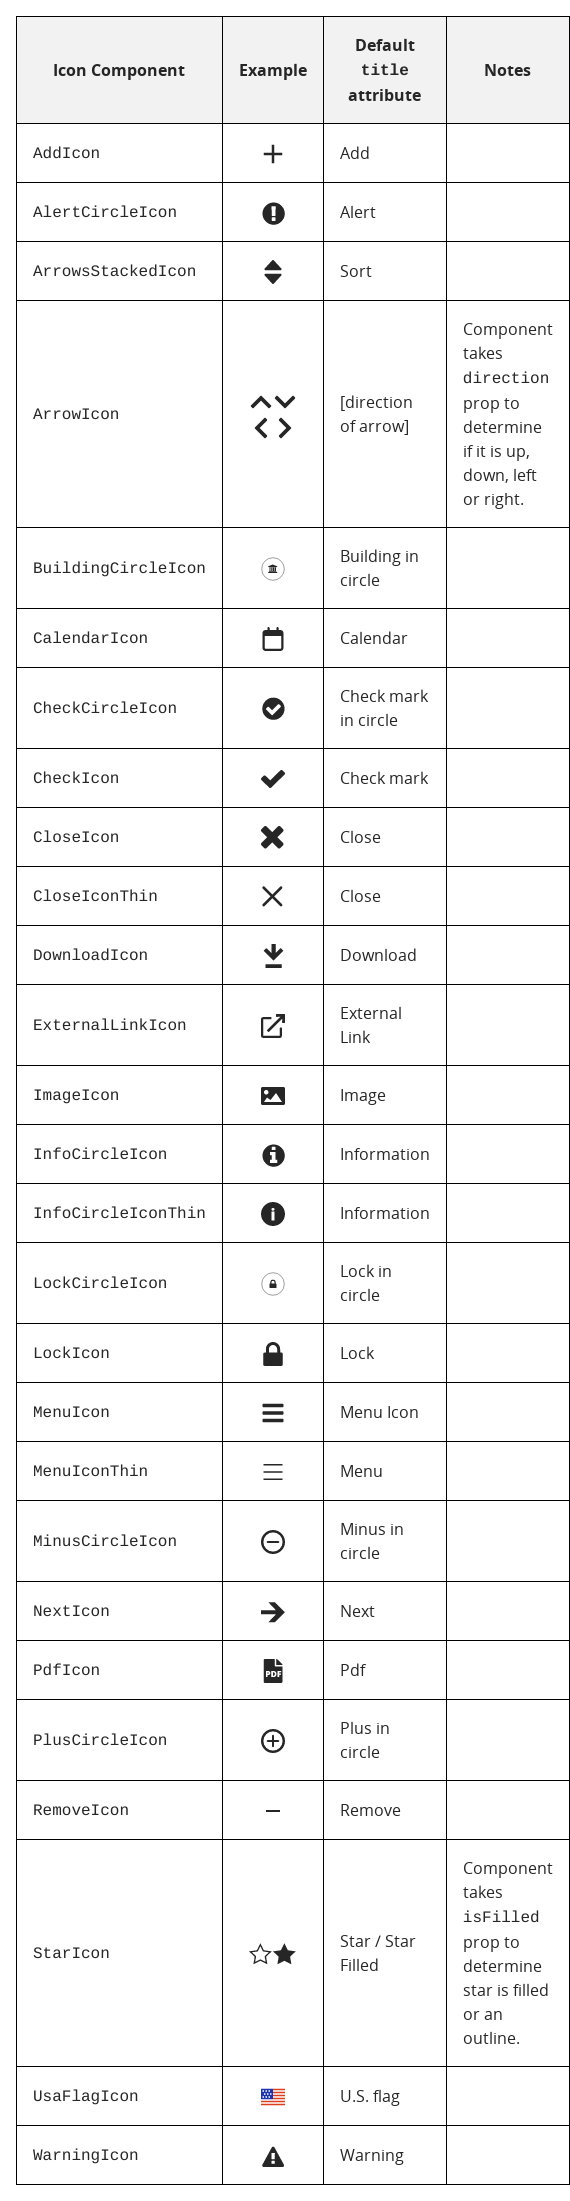 Icon Component Example Default title attribute Notes
AddIcon Add
AlertCircleIcon Alert
ArrowsStackedIcon Sort
ArrowIcon
[direction
of arrow]
Component
takes
direction
prop to
determine
if it is up,
down, left
or right.
BuildingCircleIcon
Building in
circle
CalendarIcon Calendar
CheckCircleIcon
Check mark
in circle
CheckIcon Check mark
CloseIcon Close
CloseIconThin Close
DownloadIcon Download
ExternalLinkIcon
External
Link
ImageIcon Image
InfoCircleIcon Information
InfoCircleIconThin Information
LockCircleIcon
Lock in
circle
LockIcon Lock
MenuIcon Menu Icon
MenuIconThin Menu
MinusCircleIcon
Minus in
circle
NextIcon Next
PdfIcon PDF Pdf
PlusCircleIcon
Plus in
circle
RemoveIcon Remove
StarIcon
Star / Star
Filled
Component
takes
isFilled
prop to
determine
star is filled
or an
outline.
UsaFlagIcon U.S. flag
WarningIcon Warning